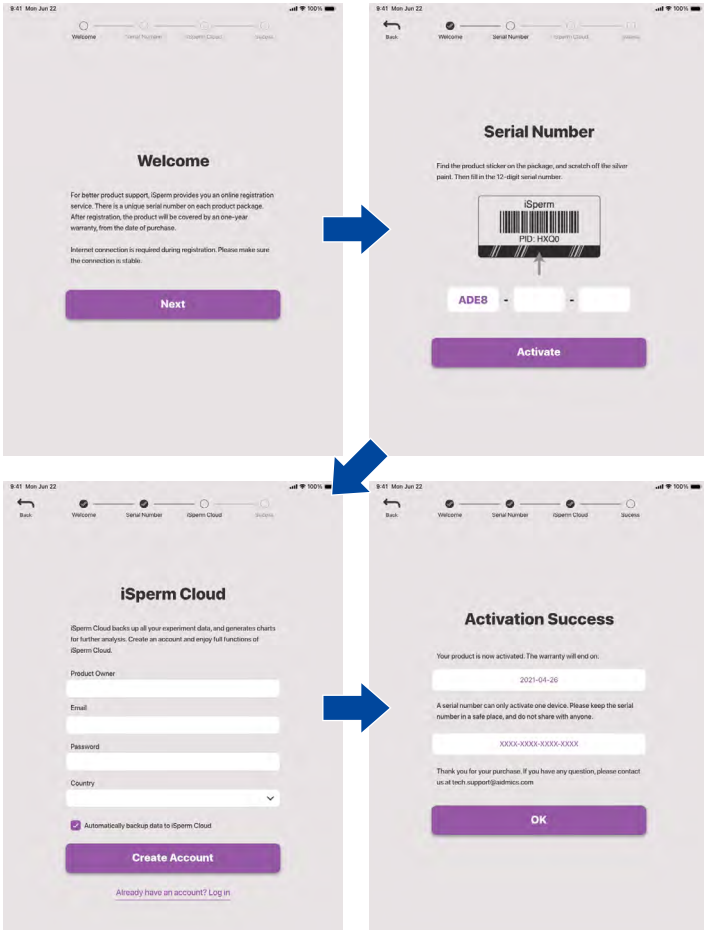 9:41 Mon Jun 22
100%
Welcome
Serial Number
iSperm Cloud
Welcome
For better product support, iSperm provides you an online registration
service. There is a unique serial number on each product package.
After registration, the product will be covered by an one-year
warranty, from the date of purchase.
Internet connection is required during registration. Please make sure
the connection is stable.
Next
9:41 Mon Jun 22
100%
Back
Welcome
Serial Number
iSperm Cloud
Serial Number
Find the product sticker on the package, and scratch off the silver
paint. Then fill in the 12-digit serial number.
iSperm
PID: HXQ0
ADE8 - -
Activate
9:41 Mon Jun 22
100%
Back
Welcome
Serial Number
iSperm Cloud
iSperm Cloud
iSperm Cloud backs up all your experiment data, and generates charts
for further analysis. Create an account and enjoy full functions of
iSperm Cloud.
Product Owner
Email
Password
Country
Automatically backup data to iSperm Cloud
Create Account
Already have an account? Log in
9:41 Mon Jun 22
100%
Back
Welcome
Serial Number
iSperm Cloud
Sucess
Activation Success
Your product is now activated. The warranty will end on:
2021-04-26
A serial number can only activate one device. Please keep the serial
number in a safe place, and do not share with anyone.
XXXX-XXXX-XXXX-XXXX
Thank you for your purchase. If you have any question, please contact
us at tech.support@aidmics.com
OK